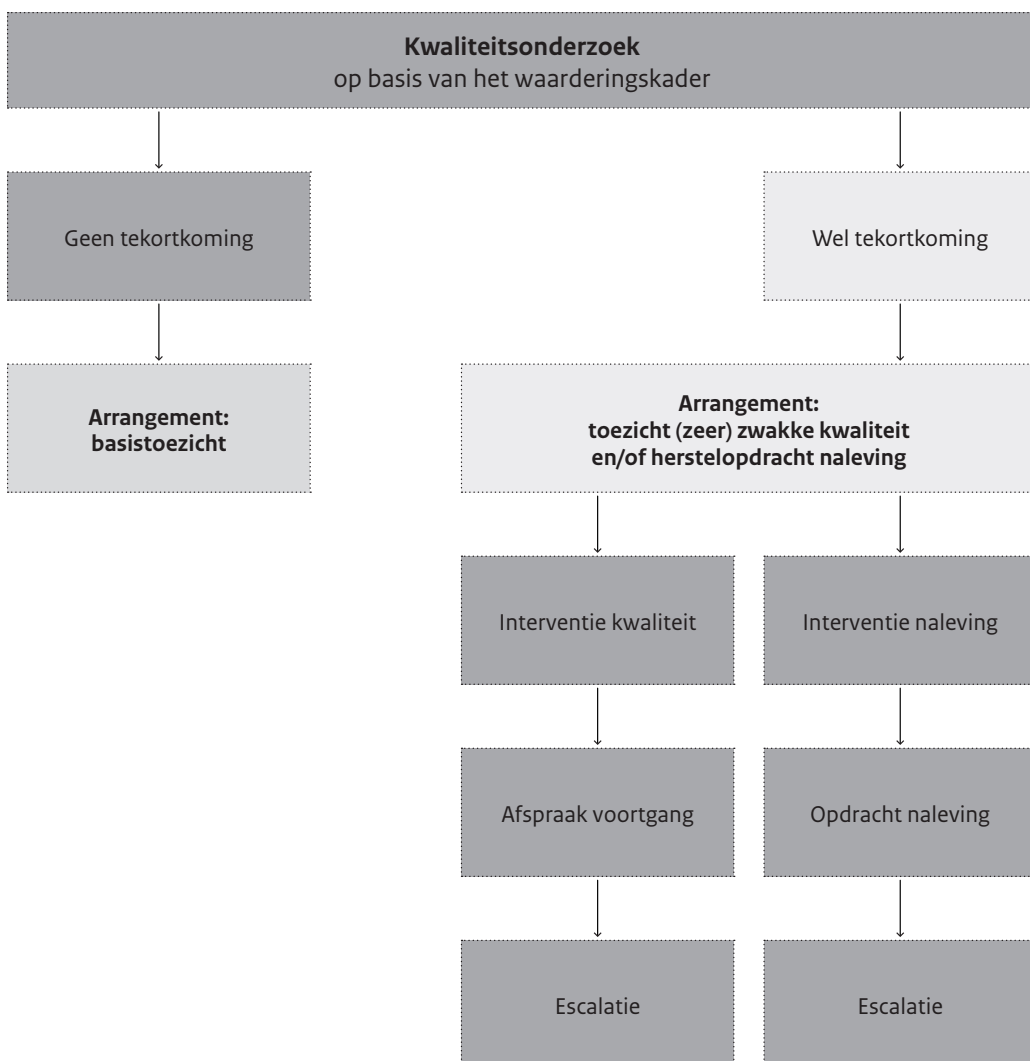 Kwaliteitsonderzoek
op basis van het waarderingskader
Geen tekortkoming
Wel tekortkoming
Arrangement:
basistoezicht
Arrangement:
toezicht (zeer) zwakke kwaliteit
en/of herstelopdracht naleving
Interventie kwaliteit
Interventie naleving
Afspraak voortgang
Opdracht naleving
Escalatie
Escalatie